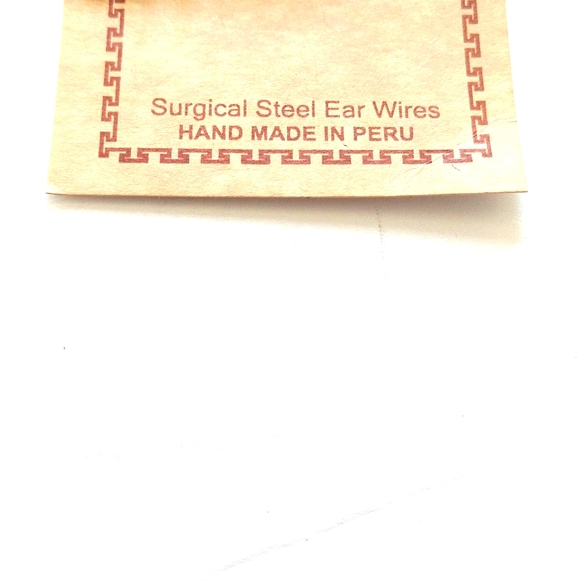 Surgical Steel Ear Wires
HAND MADE IN PERU